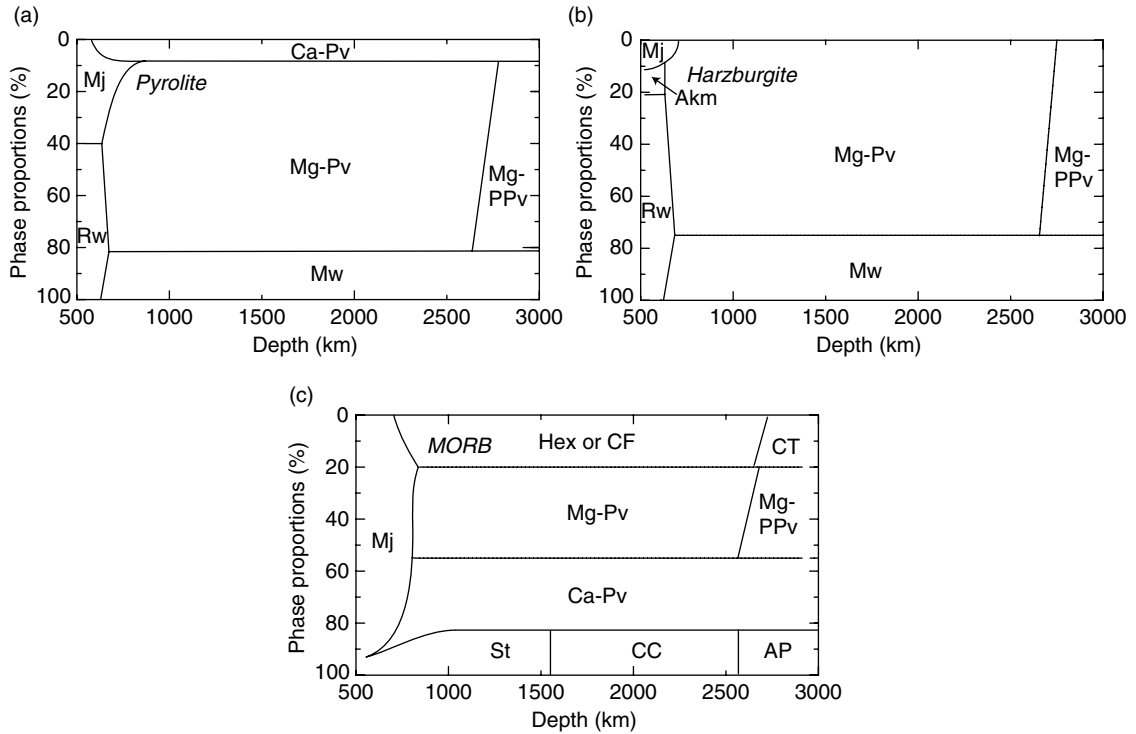 (a)
0
20
40
60
80
100
Phase proportions (%)
Ca-Pv
Mj
Pyrolite
Mg-Pv
Mg-
PPv
Rw
Mw
500 1000 1500 2000 2500 3000
Depth (km)
(b)
0
20
40
60
80
100
Phase proportions (%)
Mj
Harzburgite
Akm
Mg-Pv
Mg-
PPv
Rw
Mw
500 1000 1500 2000 2500 3000
Depth (km)
(c)
0
20
40
60
80
100
Phase proportions (%)
MORB
Hex or CF
CT
Mj
Mg-Pv
Mg-
PPv
Ca-Pv
St
CC
AP
500 1000 1500 2000 2500 3000
Depth (km)